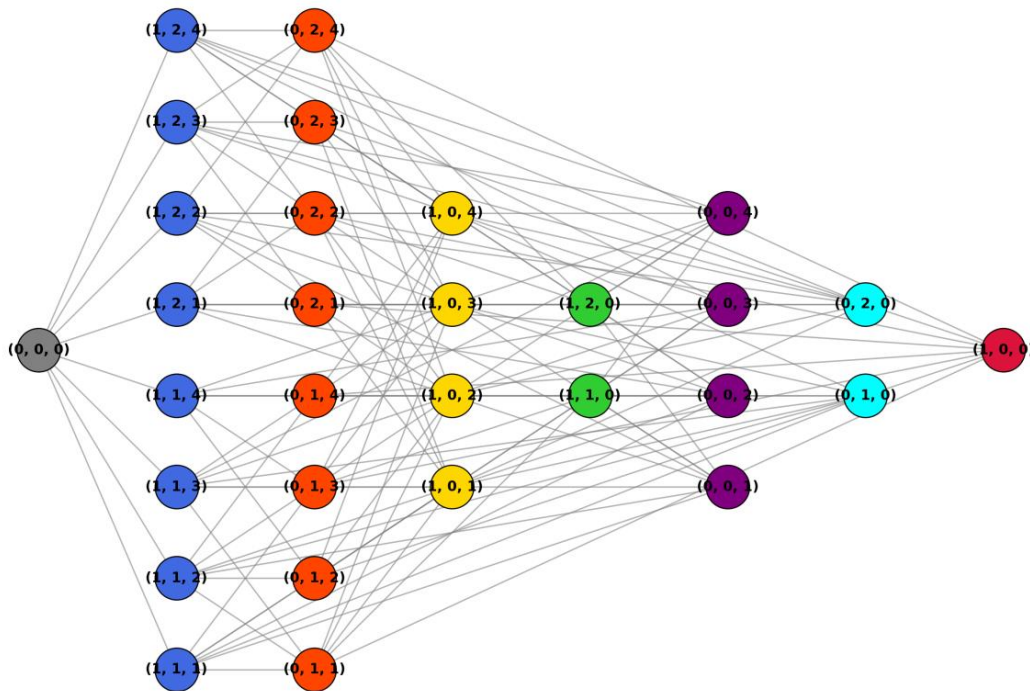 (1, 2, 4) (0, 2, 4)
(1, 2, 3) (0, 2, 3)
(1, 2, 2) (0, 2, 2) (1, 0, 4) (0, 0, 4)
(1, 2, 1) (0, 2, 1) (1, 0, 3) (1, 2, 0) (0, 0, 3) (0, 2, 0)
(0, 0, 0) (1, 0, 0)
(1, 1, 4) (0, 1, 4) (1, 0, 2) (1, 1, 0) (0, 0, 2) (0, 1, 0)
(1, 1, 3) (0, 1, 3) (1, 0, 1) (0, 0, 1)
(1, 1, 2) (0, 1, 2)
(1, 1, 1) (0, 1, 1)